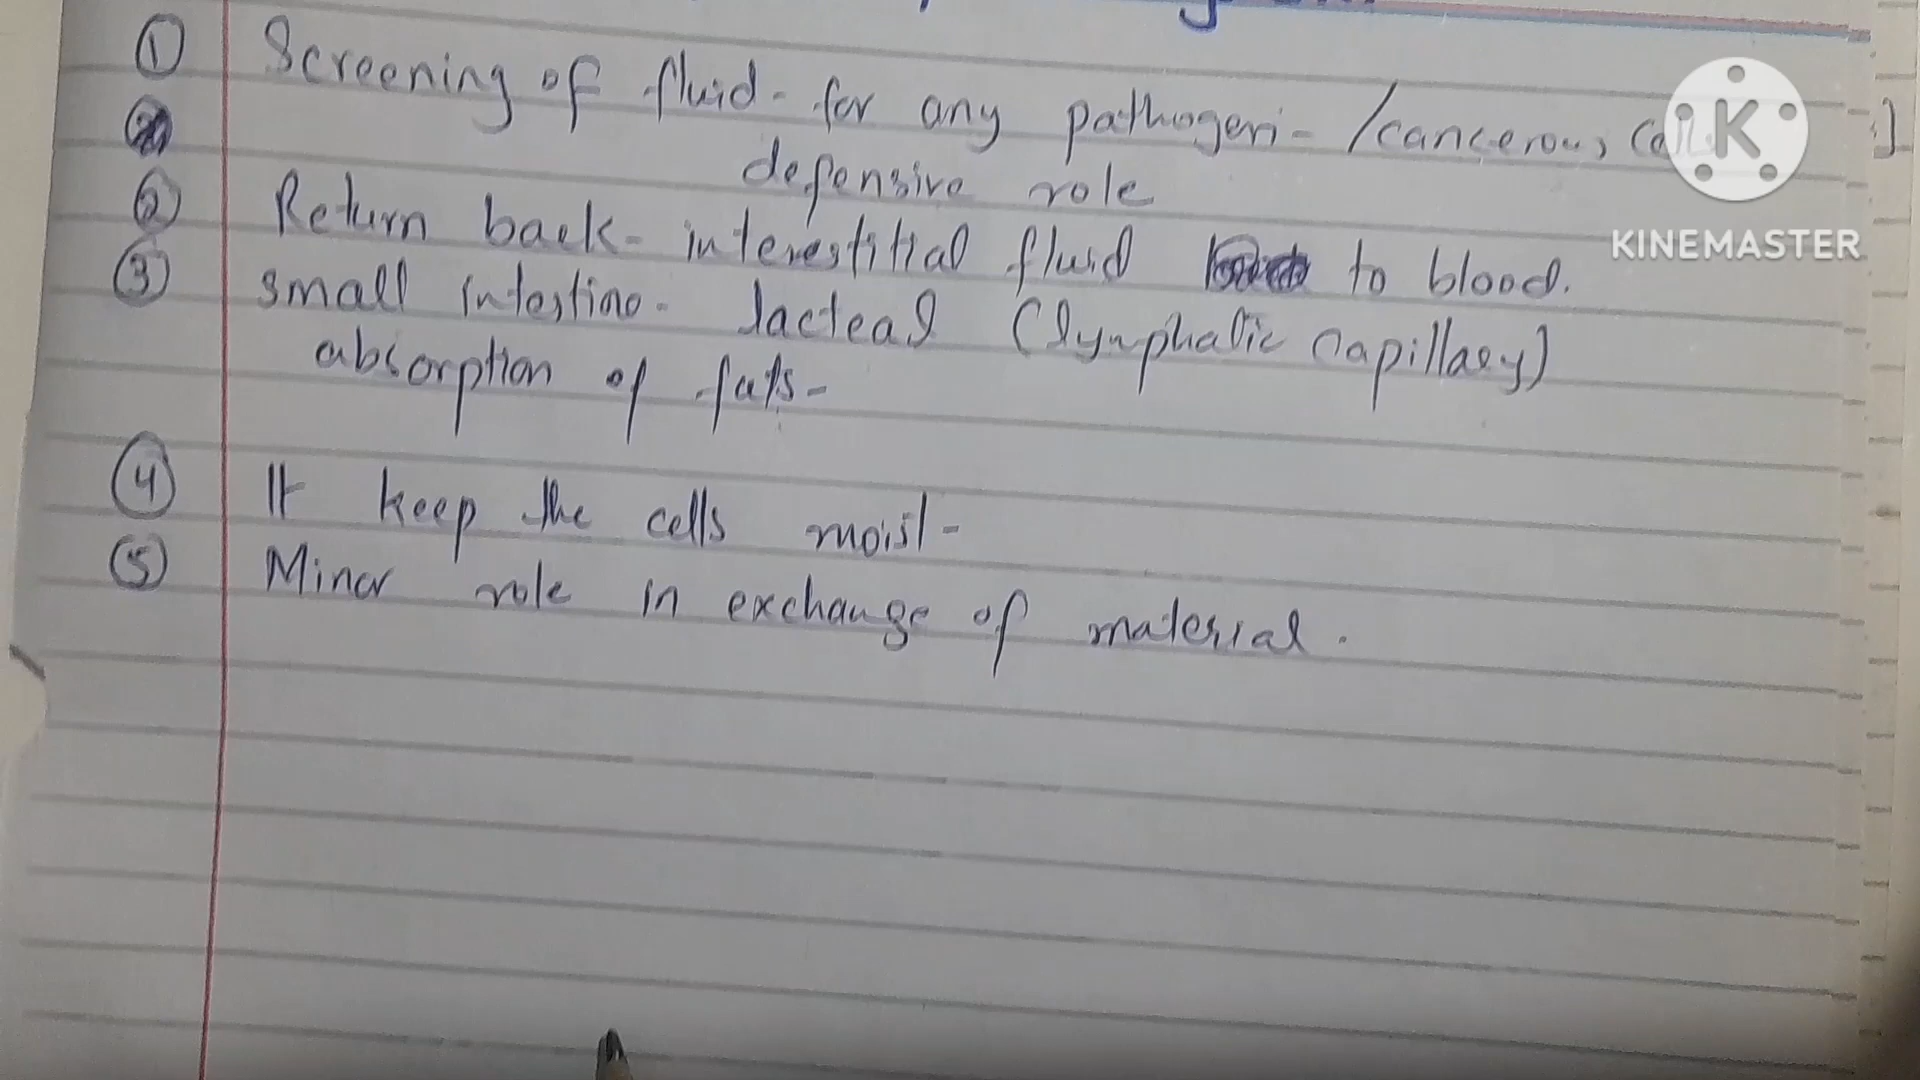 ① Screening of fluid - for any pathogen - /cancerous
defensive role
② Return back - interestitial fluid to blood.
③ small intestine - lacteal (lymphatic capillary)
absorption of fats -
④ It keep the cells moist -
⑤ Minor role in exchange of material .
KINEMASTER